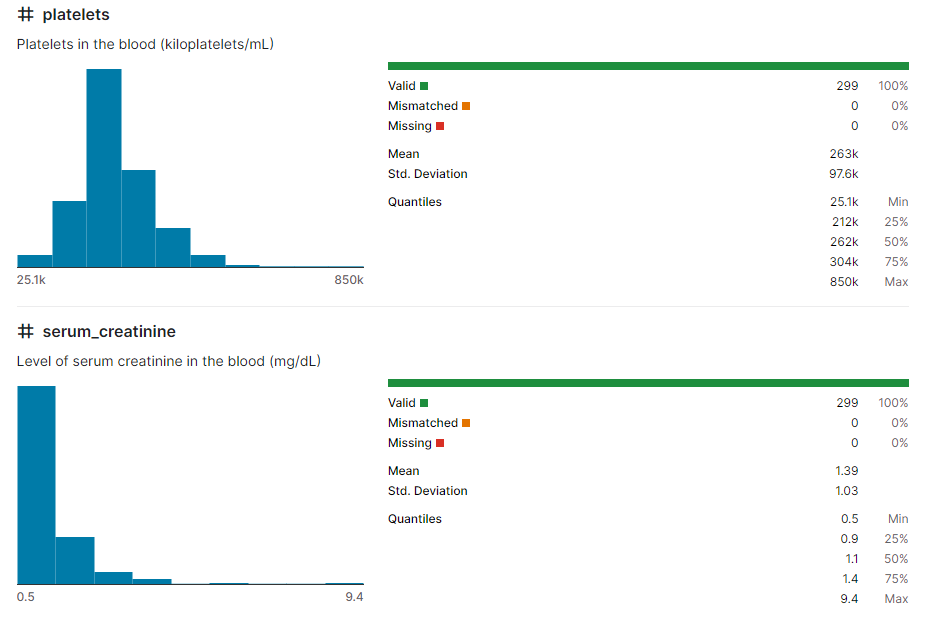 # platelets
Platelets in the blood (kiloplatelets/mL)
25.1k 850k
Valid 299 100%
Mismatched 0 0%
Missing 0 0%
Mean 263k
Std. Deviation 97.6k
Quantiles 25.1k Min
212k 25%
262k 50%
304k 75%
850k Max
# serum_creatinine
Level of serum creatinine in the blood (mg/dL)
0.5 9.4
Valid 299 100%
Mismatched 0 0%
Missing 0 0%
Mean 1.39
Std. Deviation 1.03
Quantiles 0.5 Min
0.9 25%
1.1 50%
1.4 75%
9.4 Max